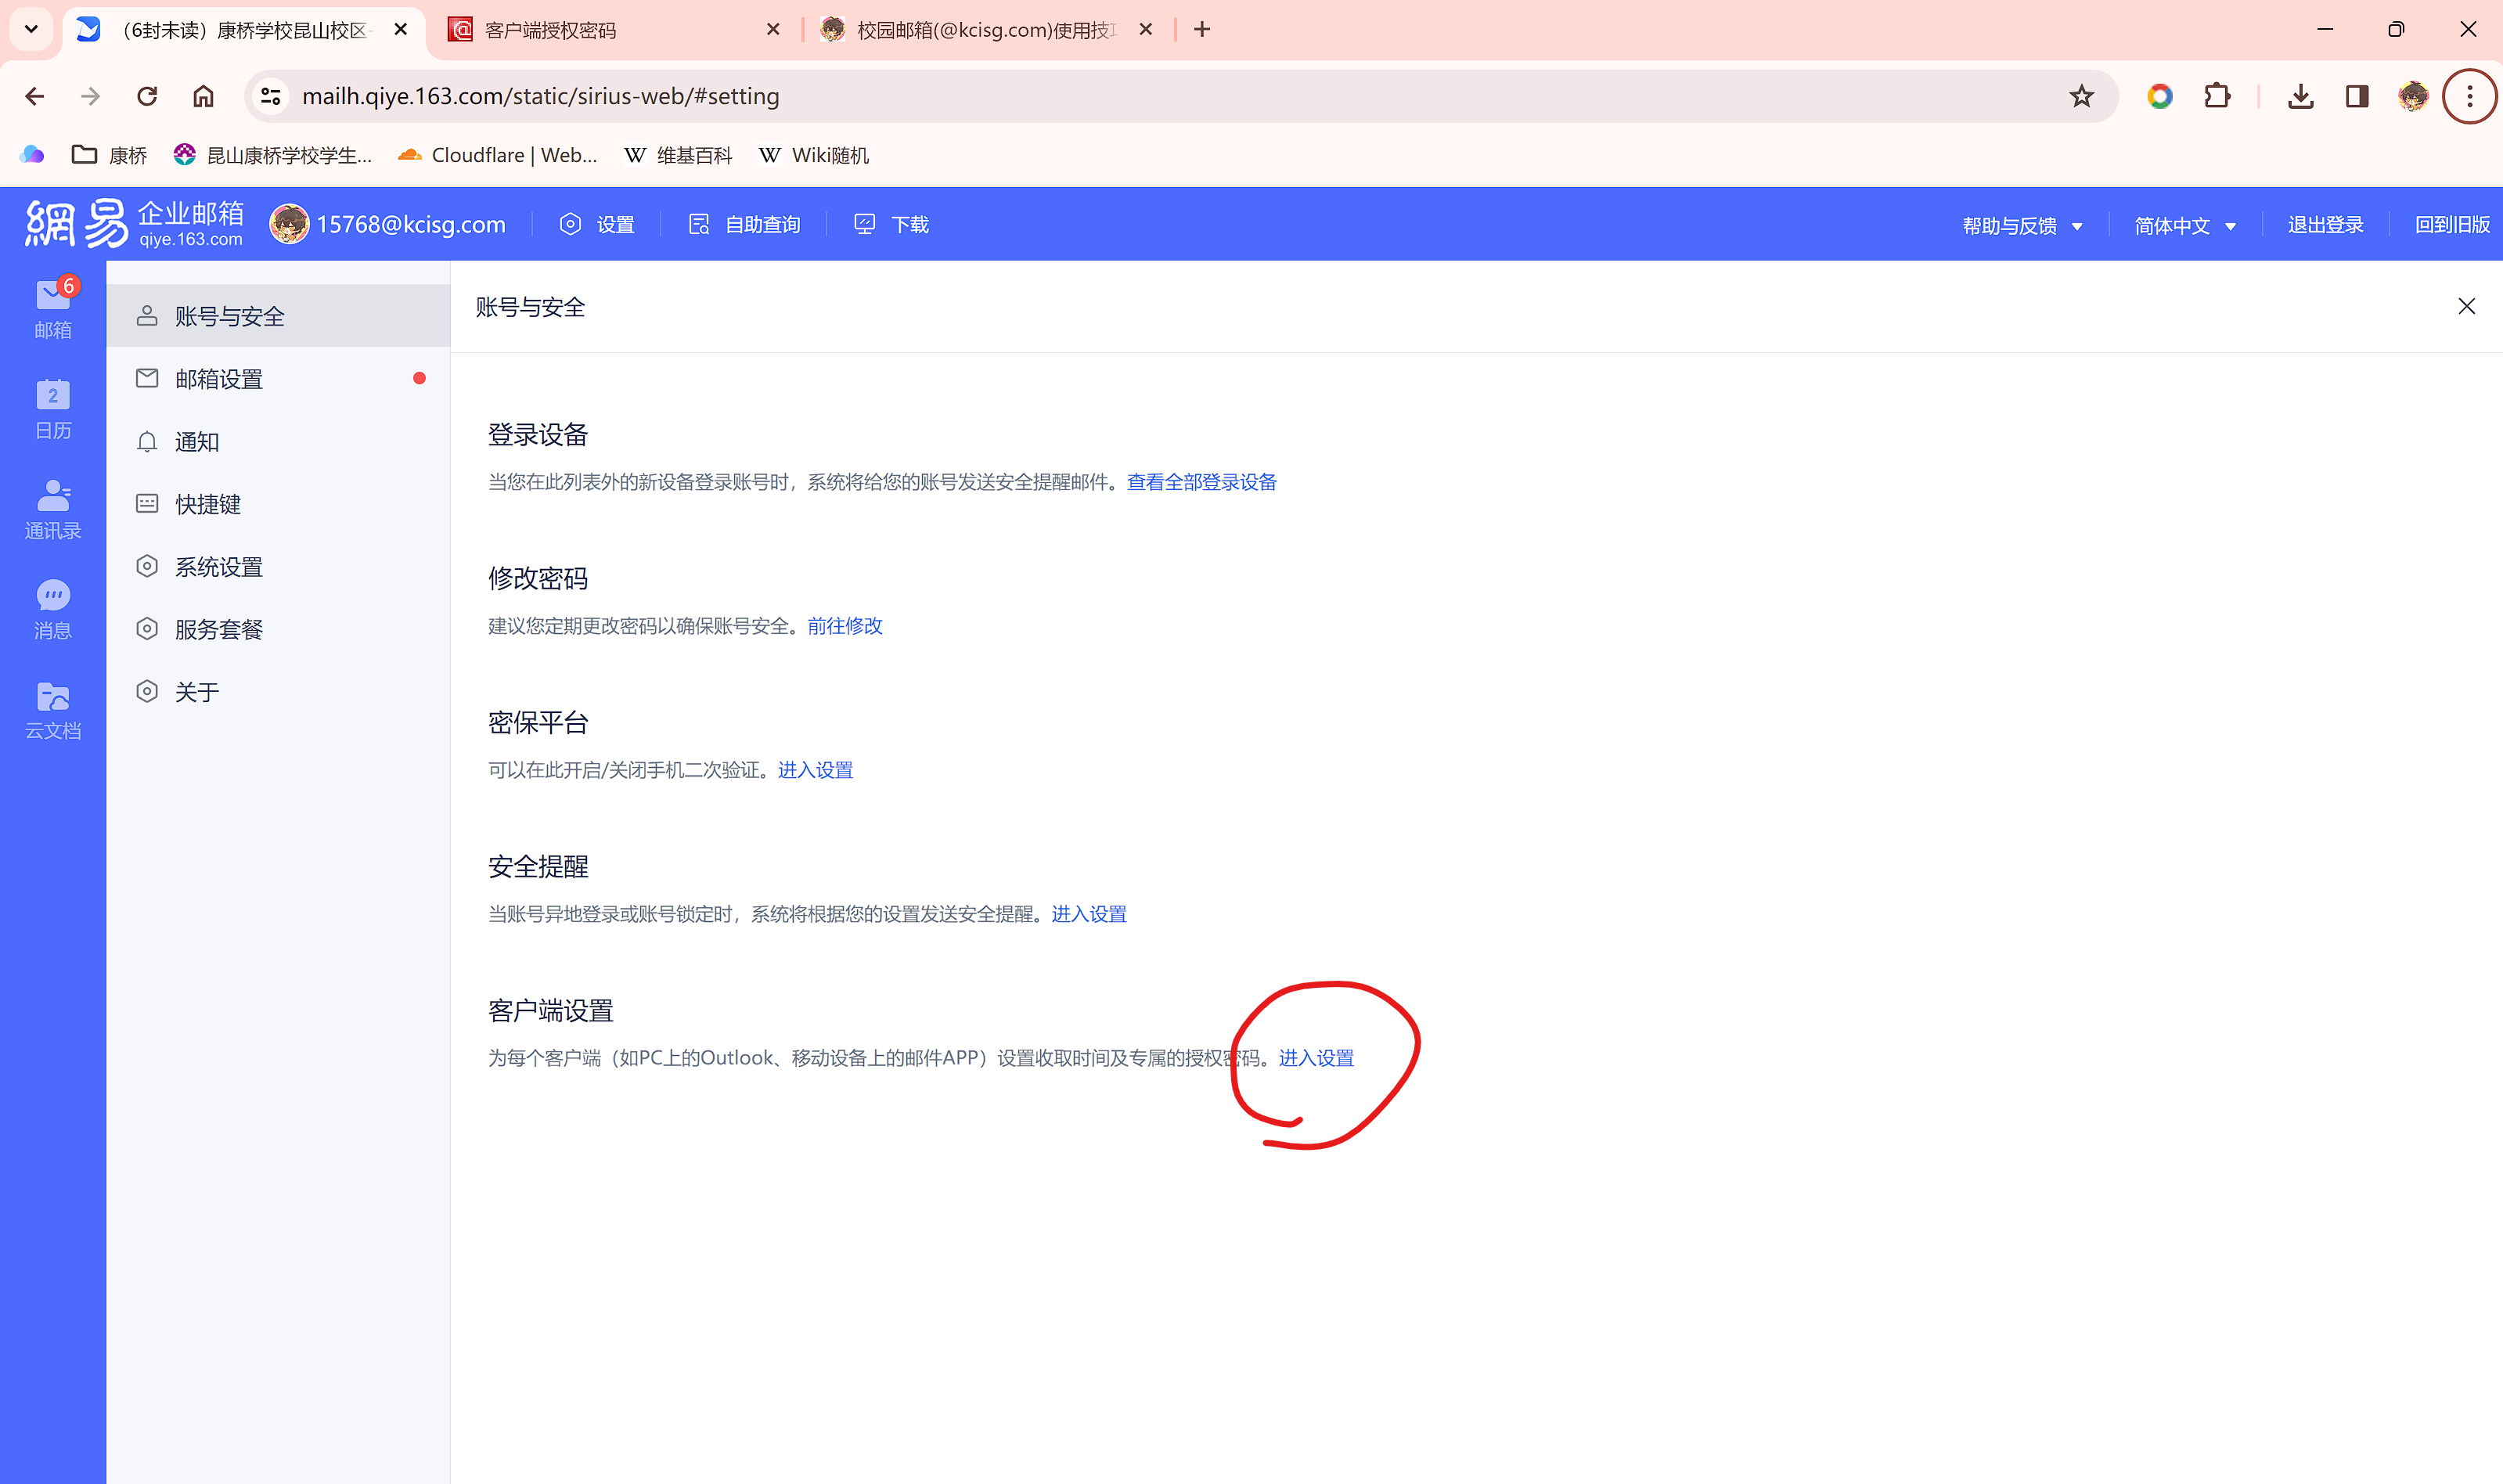 （6封未读）康桥学校昆山校区
客户端授权密码
校园邮箱(@kcisg.com)使用技
mailh.qiye.163.com/static/sirius-web/#setting
康桥
昆山康桥学校学生...
Cloudflare | Web...
W 维基百科
W Wiki随机
網易 企业邮箱
qiye.163.com
15768@kcisg.com
设置
自助查询
下载
帮助与反馈
简体中文
退出登录
回到旧版
6
邮箱
2
日历
通讯录
消息
云文档
账号与安全
邮箱设置
通知
快捷键
系统设置
服务套餐
关于
账号与安全
登录设备
当您在此列表外的新设备登录账号时，系统将给您的账号发送安全提醒邮件。查看全部登录设备
修改密码
建议您定期更改密码以确保账号安全。前往修改
密保平台
可以在此开启/关闭手机二次验证。进入设置
安全提醒
当账号异地登录或账号锁定时，系统将根据您的设置发送安全提醒。进入设置
客户端设置
为每个客户端（如PC上的Outlook、移动设备上的邮件APP）设置收取时间及专属的授权密码。进入设置